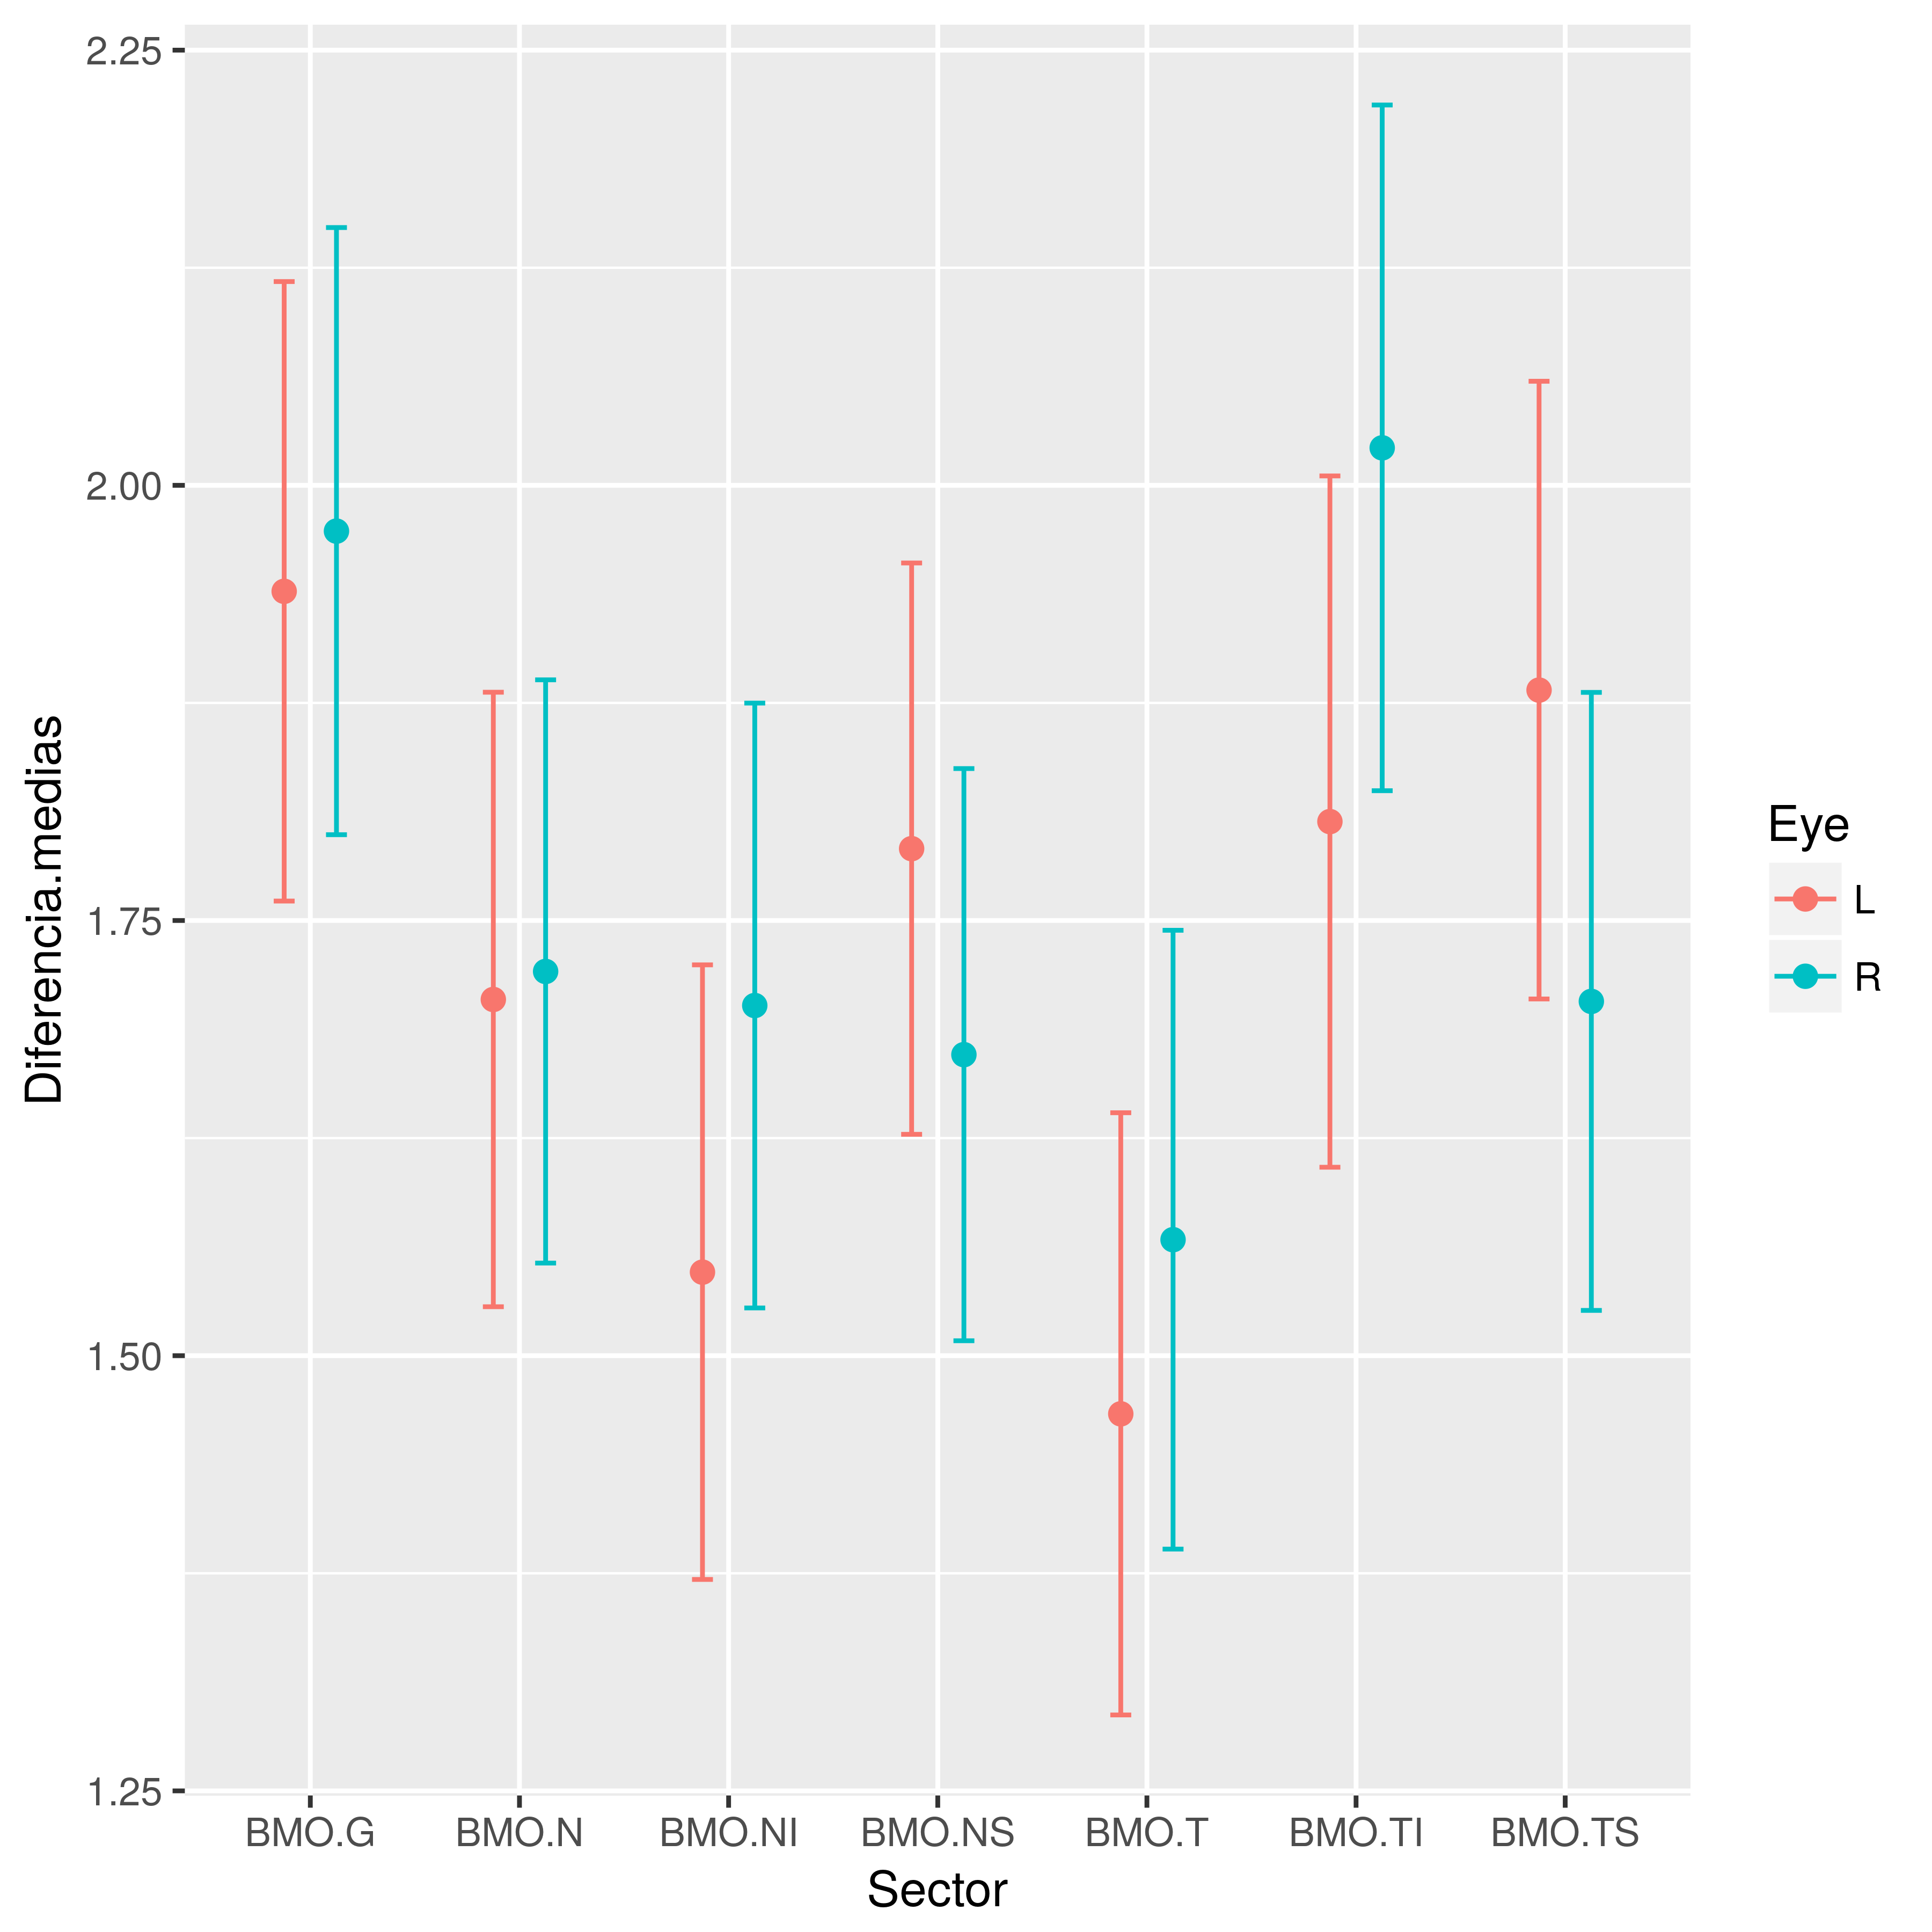 2.25
2.00
1.75
1.50
1.25
Diferencia.medias
BMO.G BMO.N BMO.NI BMO.NS BMO.T BMO.TI BMO.TS
Sector
Eye
L
R